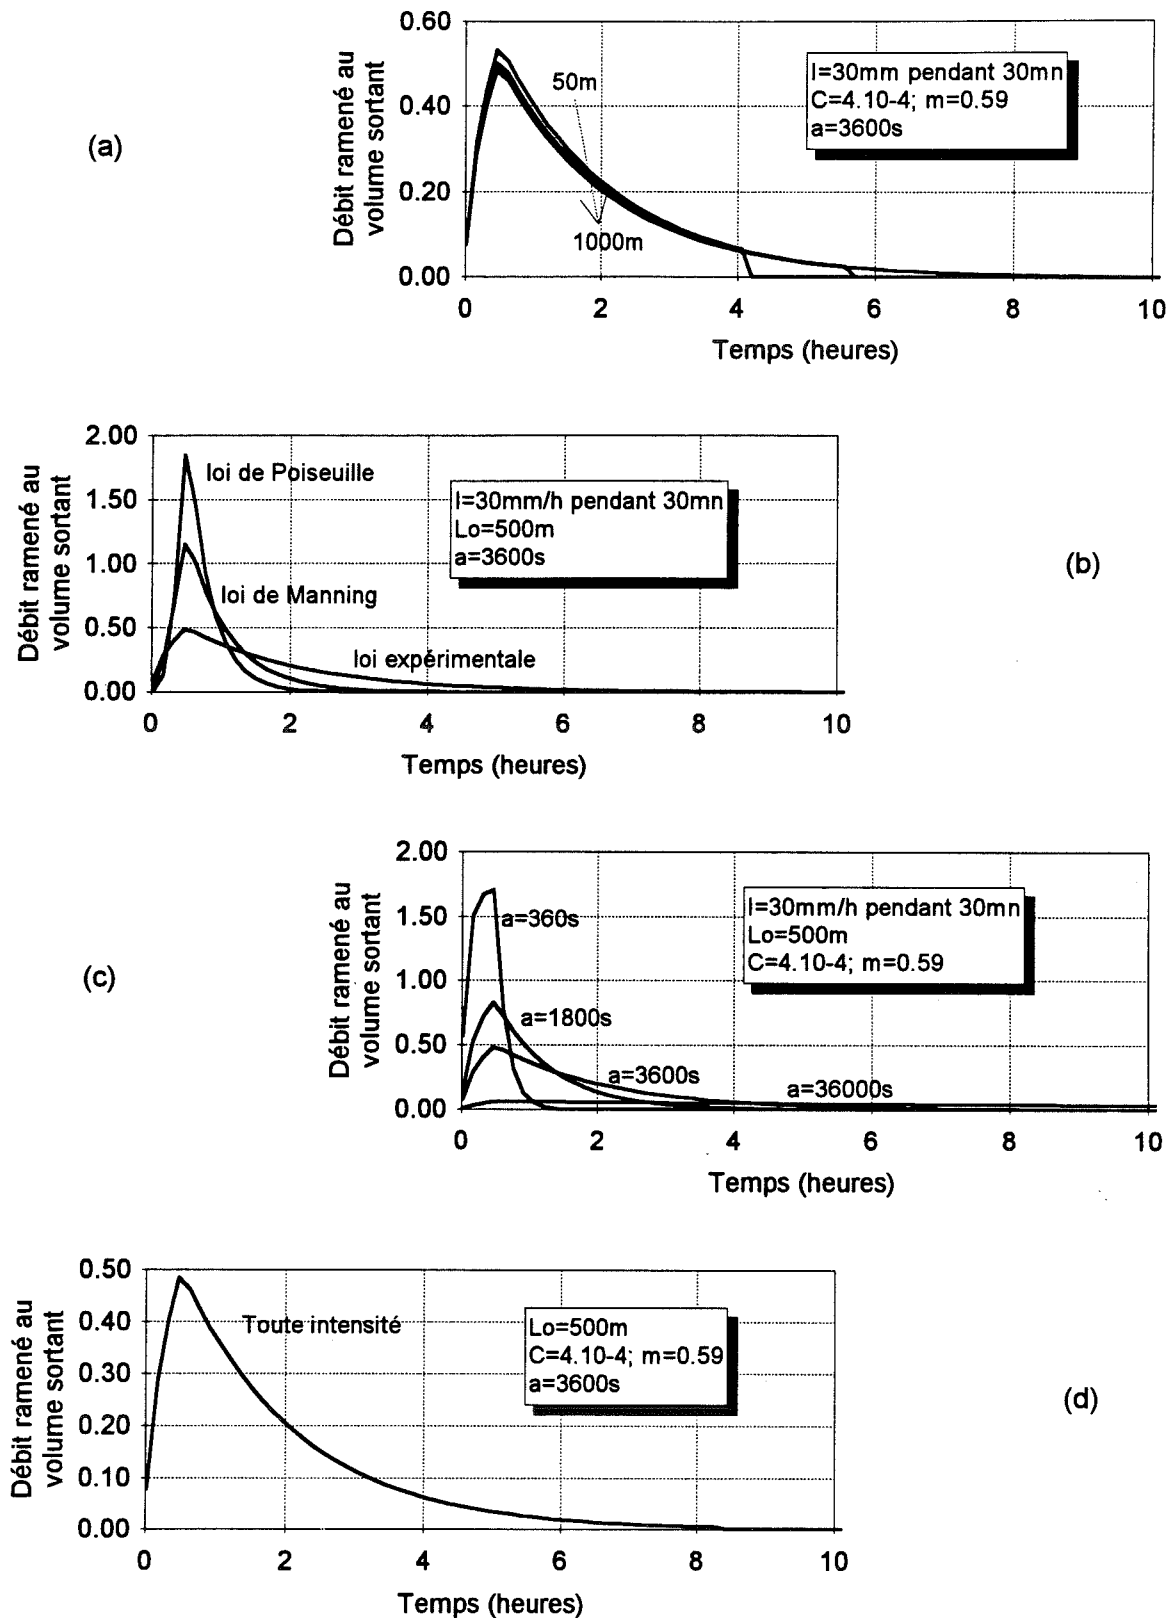 (a)
Débit ramené au
volume sortant
0.60
0.40
0.20
0.00
50m
1000m
I=30mm pendant 30mn
C=4.10-4; m=0.59
a=3600s
0 2 4 6 8 10
Temps (heures)
(b)
Débit ramené au
volume sortant
2.00
1.50
1.00
0.50
0.00
loi de Poiseuille
loi de Manning
loi expérimentale
I=30mm/h pendant 30mn
Lo=500m
a=3600s
0 2 4 6 8 10
Temps (heures)
(c)
Débit ramené au
volume sortant
2.00
1.50
1.00
0.50
0.00
a=360s
a=1800s
a=3600s
a=36000s
I=30mm/h pendant 30mn
Lo=500m
C=4.10-4; m=0.59
0 2 4 6 8 10
Temps (heures)
(d)
Débit ramené au
volume sortant
0.50
0.40
0.30
0.20
0.10
0.00
Toute intensité
Lo=500m
C=4.10-4; m=0.59
a=3600s
0 2 4 6 8 10
Temps (heures)